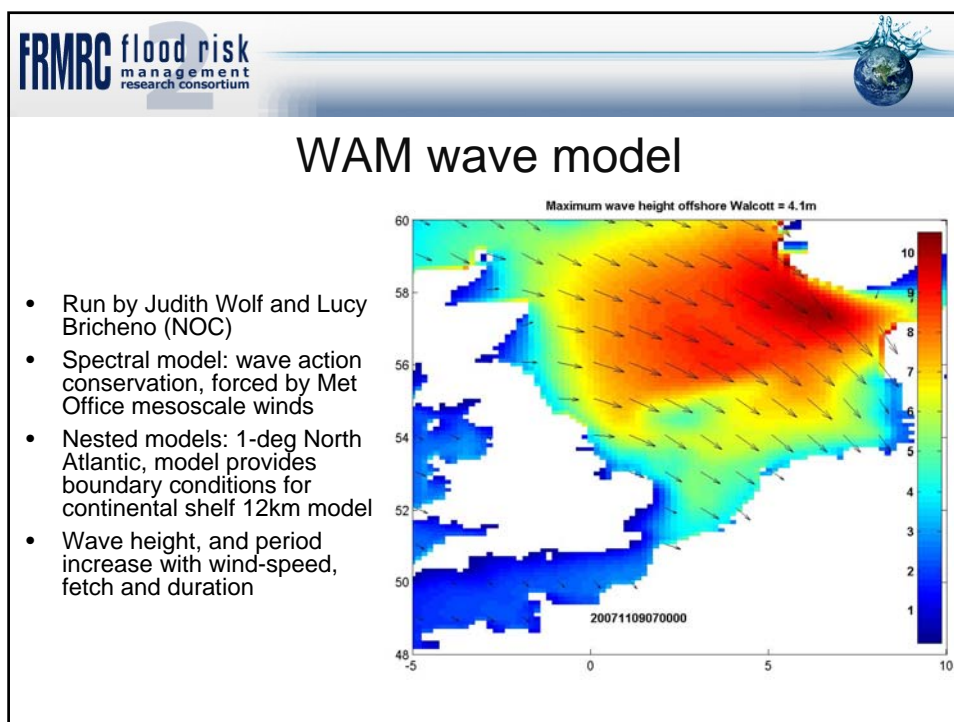 FRMRC flood risk
management
research consortium
2
WAM wave model
• Run by Judith Wolf and Lucy
Bricheno (NOC)
• Spectral model: wave action
conservation, forced by Met
Office mesoscale winds
• Nested models: 1-deg North
Atlantic, model provides
boundary conditions for
continental shelf 12km model
• Wave height, and period
increase with wind-speed,
fetch and duration
Maximum wave height offshore Walcott = 4.1m
60
58
56
54
52
50
48
-5
0
5
10
10
9
8
7
6
5
4
3
2
1
20071109070000